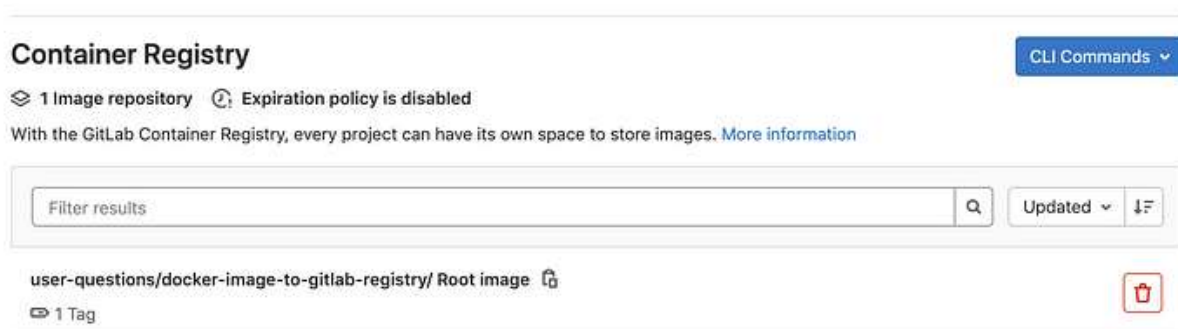 Container Registry
CLI Commands
1 Image repository Expiration policy is disabled
With the GitLab Container Registry, every project can have its own space to store images. More information
Filter results
Updated
user-questions/docker-image-to-gitlab-registry/ Root image
1 Tag